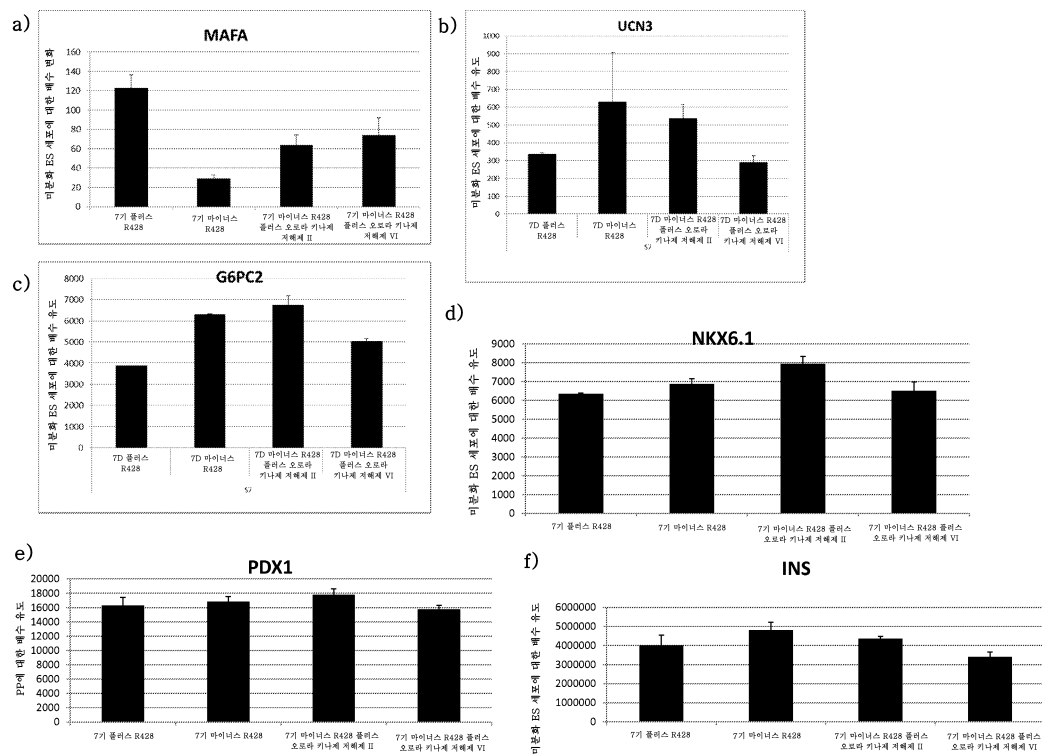 a)
MAFA
미분화 ES 세포에 대한 배수 변화
160
140
120
100
80
60
40
20
0
7기 플러스
R428
7기 마이너스
R428
7기 마이너스 R428
플러스 오로라 키나제
저해제 II
7기 마이너스 R428
플러스 오로라 키나제
저해제 VI
b)
UCN3
미분화 ES 세포에 대한 배수 유도
1000
900
800
700
600
500
400
300
200
100
0
7D 플러스
R428
7D 마이너스
R428
7D 마이너스 R428
플러스 오로라
키나제 저해제 II
7D 마이너스 R428
플러스 오로라
키나제 저해제 VI
S7
c)
G6PC2
미분화 ES 세포에 대한 배수 유도
8000
7000
6000
5000
4000
3000
2000
1000
0
7D 플러스
R428
7D 마이너스
R428
7D 마이너스 R428
플러스 오로라
키나제 저해제 II
7D 마이너스 R428
플러스 오로라
키나제 저해제 VI
S7
d)
NKX6.1
미분화 ES 세포에 대한 배수 유도
9000
8000
7000
6000
5000
4000
3000
2000
1000
0
7기 플러스 R428
7기 마이너스 R428
7기 마이너스 R428 플러스
오로라 키나제 저해제 II
7기 마이너스 R428 플러스
오로라 키나제 저해제 VI
e)
PDX1
PP에 대한 배수 유도
20000
18000
16000
14000
12000
10000
8000
6000
4000
2000
0
7기 플러스 R428
7기 마이너스 R428
7기 마이너스 R428 플러스
오로라 키나제 저해제 II
7기 마이너스 R428 플러스
오로라 키나제 저해제 VI
f)
INS
미분화 ES 세포에 대한 배수 유도
6000000
5000000
4000000
3000000
2000000
1000000
0
7기 플러스 R428
7기 마이너스 R428
7기 마이너스 R428 플러스
오로라 키나제 저해제 II
7기 마이너스 R428 플러스
오로라 키나제 저해제 VI